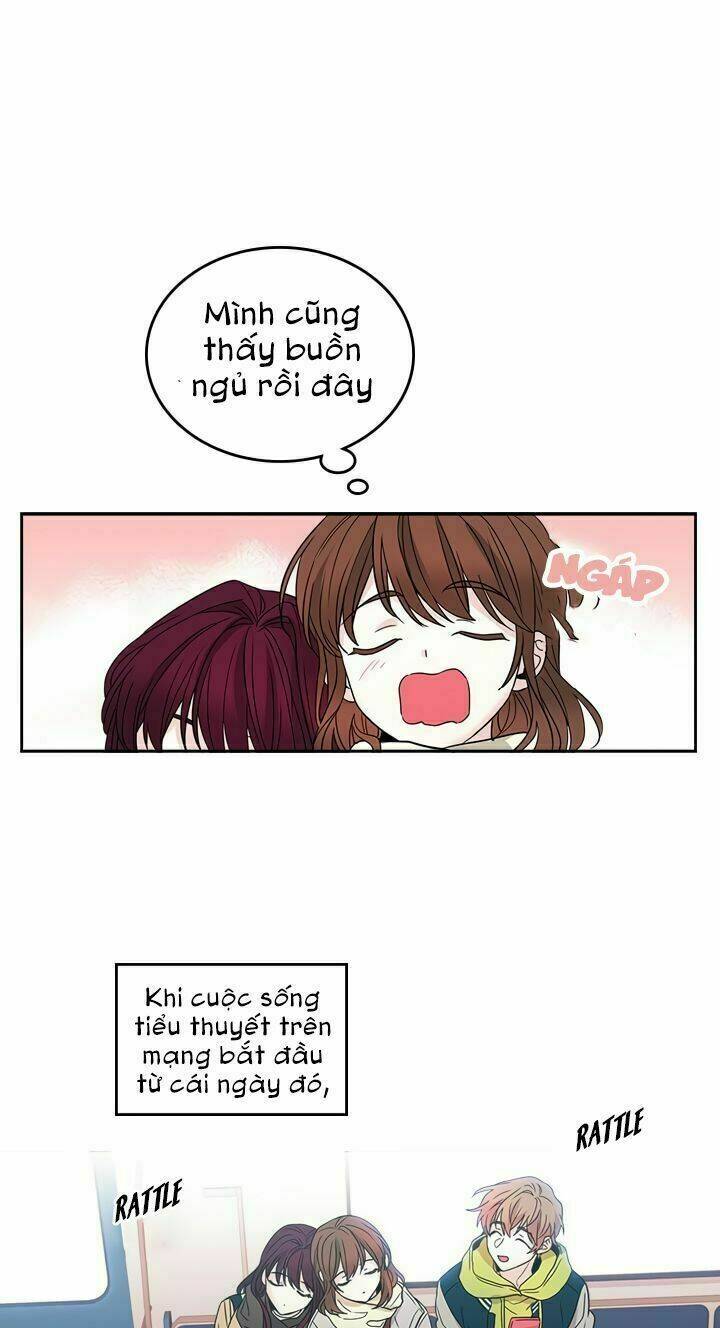 Mình cũng
thấy buồn
ngủ rồi đây
NGÁP
Khi cuộc sống
tiểu thuyết trên
mạng bắt đầu
từ cái ngày đó,
RATTLE
RATTLE